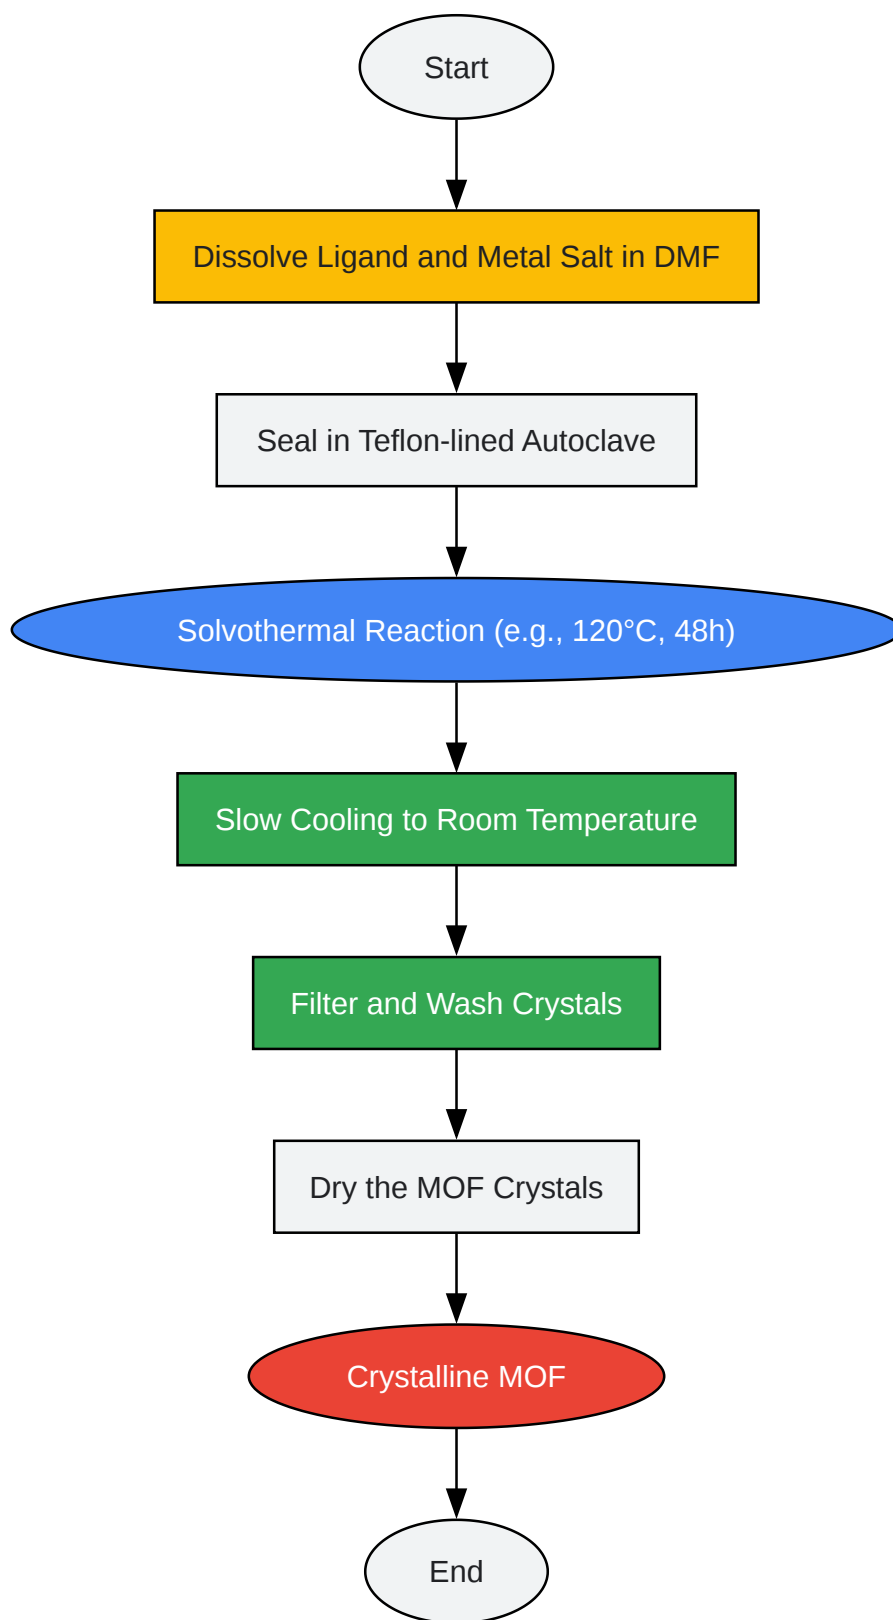 Start
Dissolve Ligand and Metal Salt in DMF
Seal in Teflon-lined Autoclave
Solvothermal Reaction (e.g., 120°C, 48h)
Slow Cooling to Room Temperature
Filter and Wash Crystals
Dry the MOF Crystals
Crystalline MOF
End